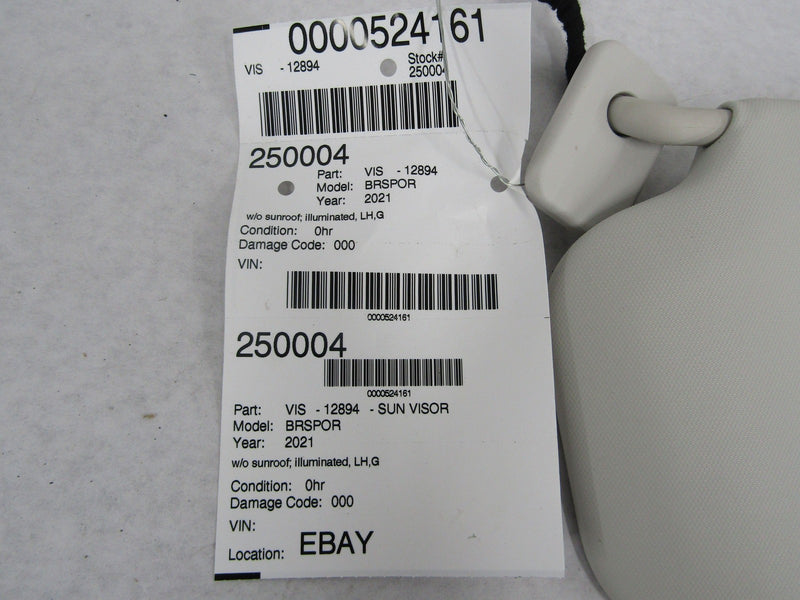 0000524161
VIS - 12894
Stock#
250004
250004
Part: VIS - 12894
Model: BRSPOR
Year: 2021
w/o sunroof; illuminated, LH,G
Condition: 0hr
Damage Code: 000
VIN:
0000524161
250004
0000524161
Part: VIS - 12894 - SUN VISOR
Model: BRSPOR
Year: 2021
w/o sunroof; illuminated, LH,G
Condition: 0hr
Damage Code: 000
VIN:
Location: EBAY